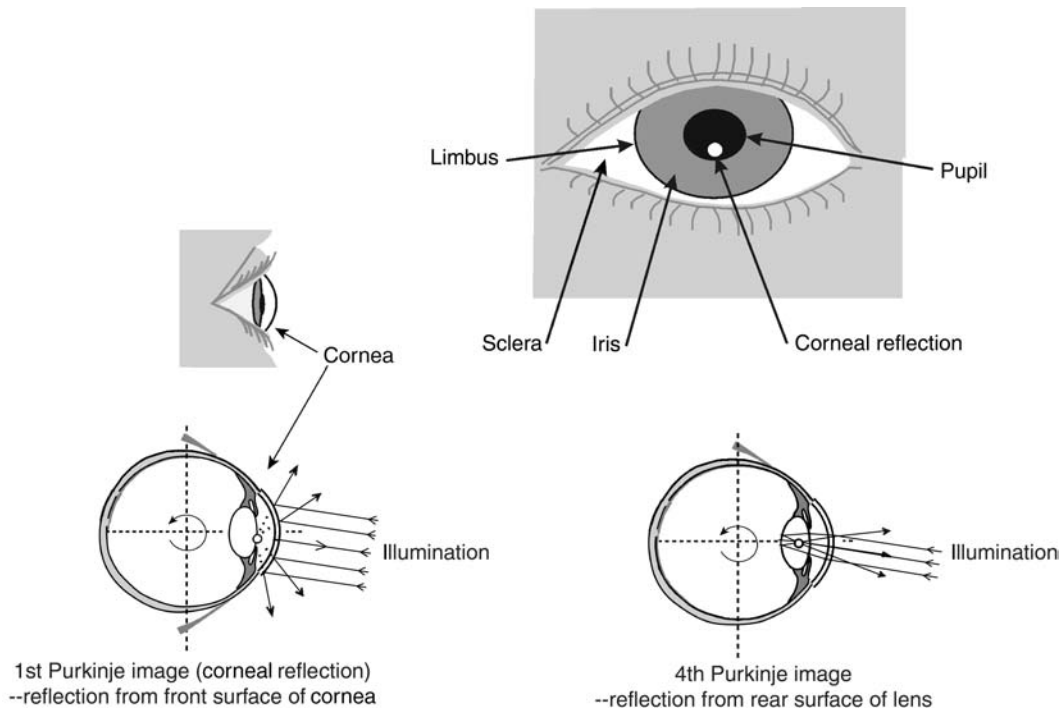 Limbus
Pupil
Sclera
Iris
Corneal reflection
Cornea
Illumination
Illumination
1st Purkinje image (corneal reflection)
--reflection from front surface of cornea
4th Purkinje image
--reflection from rear surface of lens